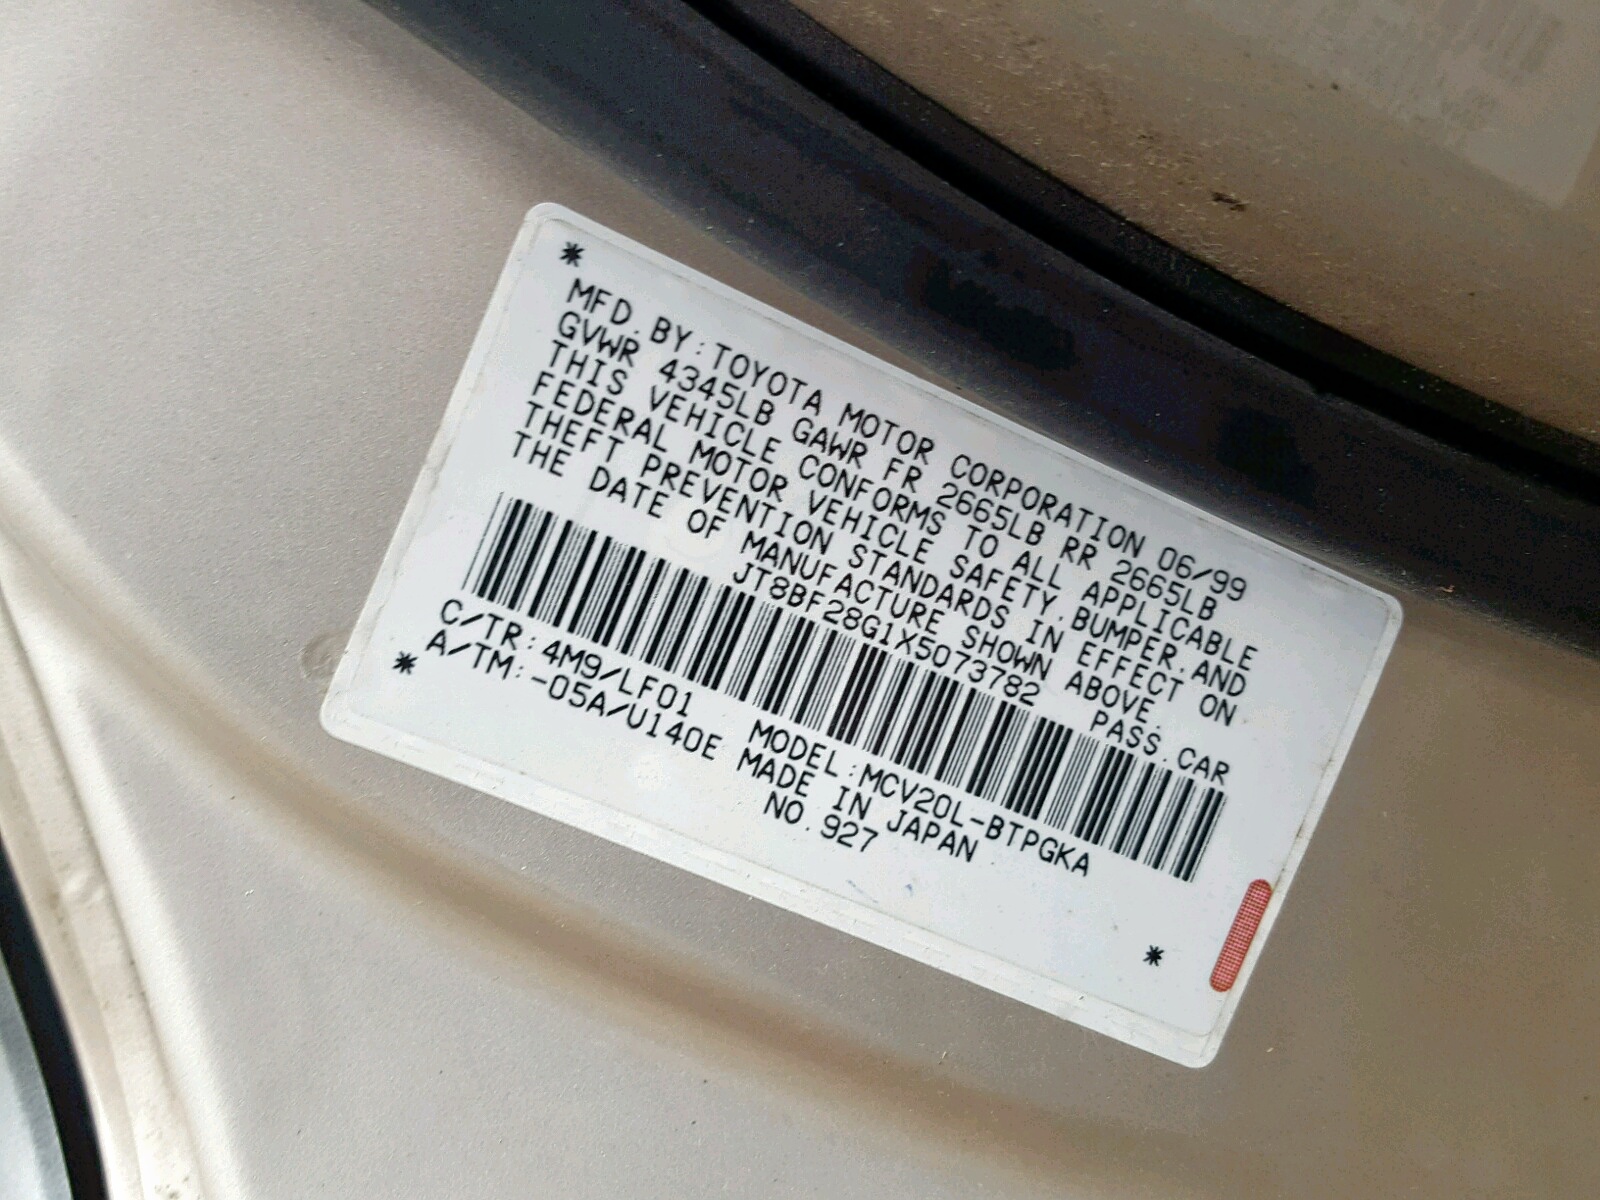 *
MFD.BY:TOYOTA MOTOR CORPORATION 06/99
GVWR 4345LB GAWR FR 2665LB RR 2665LB
THIS VEHICLE CONFORMS TO ALL APPLICABLE
FEDERAL MOTOR VEHICLE SAFETY,BUMPER,AND
THEFT PREVENTION STANDARDS IN EFFECT ON
THE DATE OF MANUFACTURE SHOWN ABOVE.
JT8BF28G1X5073782 PASS.CAR
C/TR:4M9/LF01 MODEL:MCV20L-BTPGKA
A/TM:-05A/U140E MADE IN JAPAN
* NO.927
*